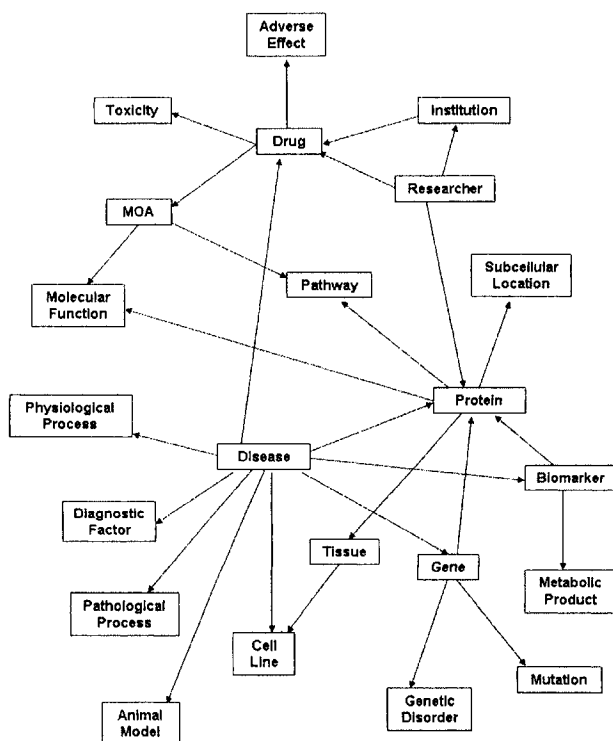 Adverse
Effect
Toxicity
Institution
Drug
Researcher
MOA
Subcellular
Location
Pathway
Molecular
Function
Protein
Physiological
Process
Disease
Biomarker
Diagnostic
Factor
Tissue
Gene
Metabolic
Product
Pathological
Process
Cell
Line
Mutation
Genetic
Disorder
Animal
Model